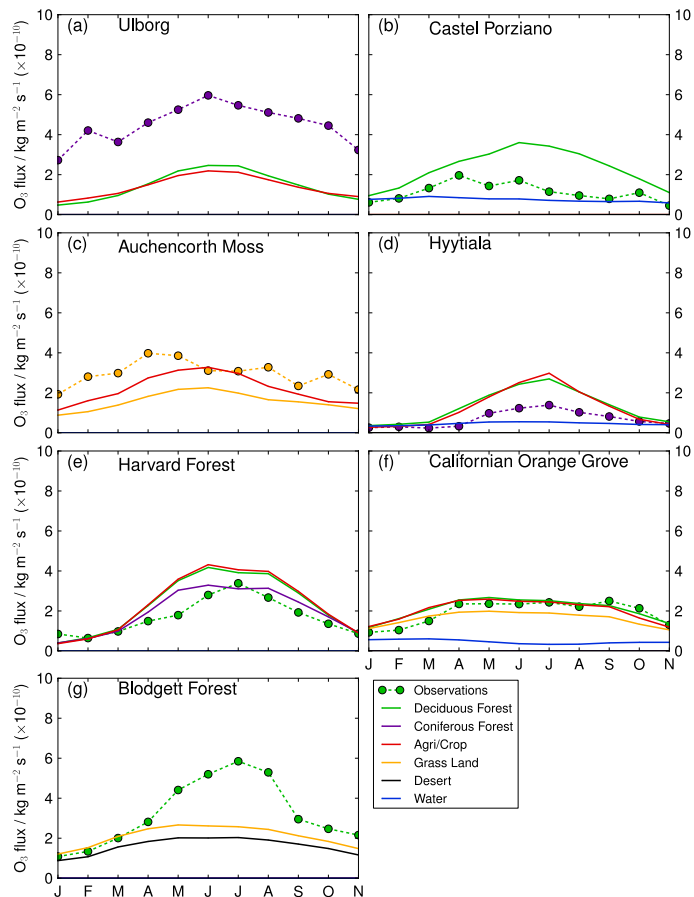 (a) Ulborg
(b) Castel Porziano
10
8
6
4
2
0
10
8
6
4
2
0
O₃ flux / kg m⁻² s⁻¹ (×10⁻¹⁰)
(c) Auchencorth Moss
(d) Hyytiala
10
8
6
4
2
0
10
8
6
4
2
0
O₃ flux / kg m⁻² s⁻¹ (×10⁻¹⁰)
(e) Harvard Forest
(f) Californian Orange Grove
10
8
6
4
2
0
10
8
6
4
2
0
O₃ flux / kg m⁻² s⁻¹ (×10⁻¹⁰)
J F M A M J J A S O N
(g) Blodgett Forest
10
8
6
4
2
0
O₃ flux / kg m⁻² s⁻¹ (×10⁻¹⁰)
J F M A M J J A S O N
Observations
Deciduous Forest
Coniferous Forest
Agri/Crop
Grass Land
Desert
Water